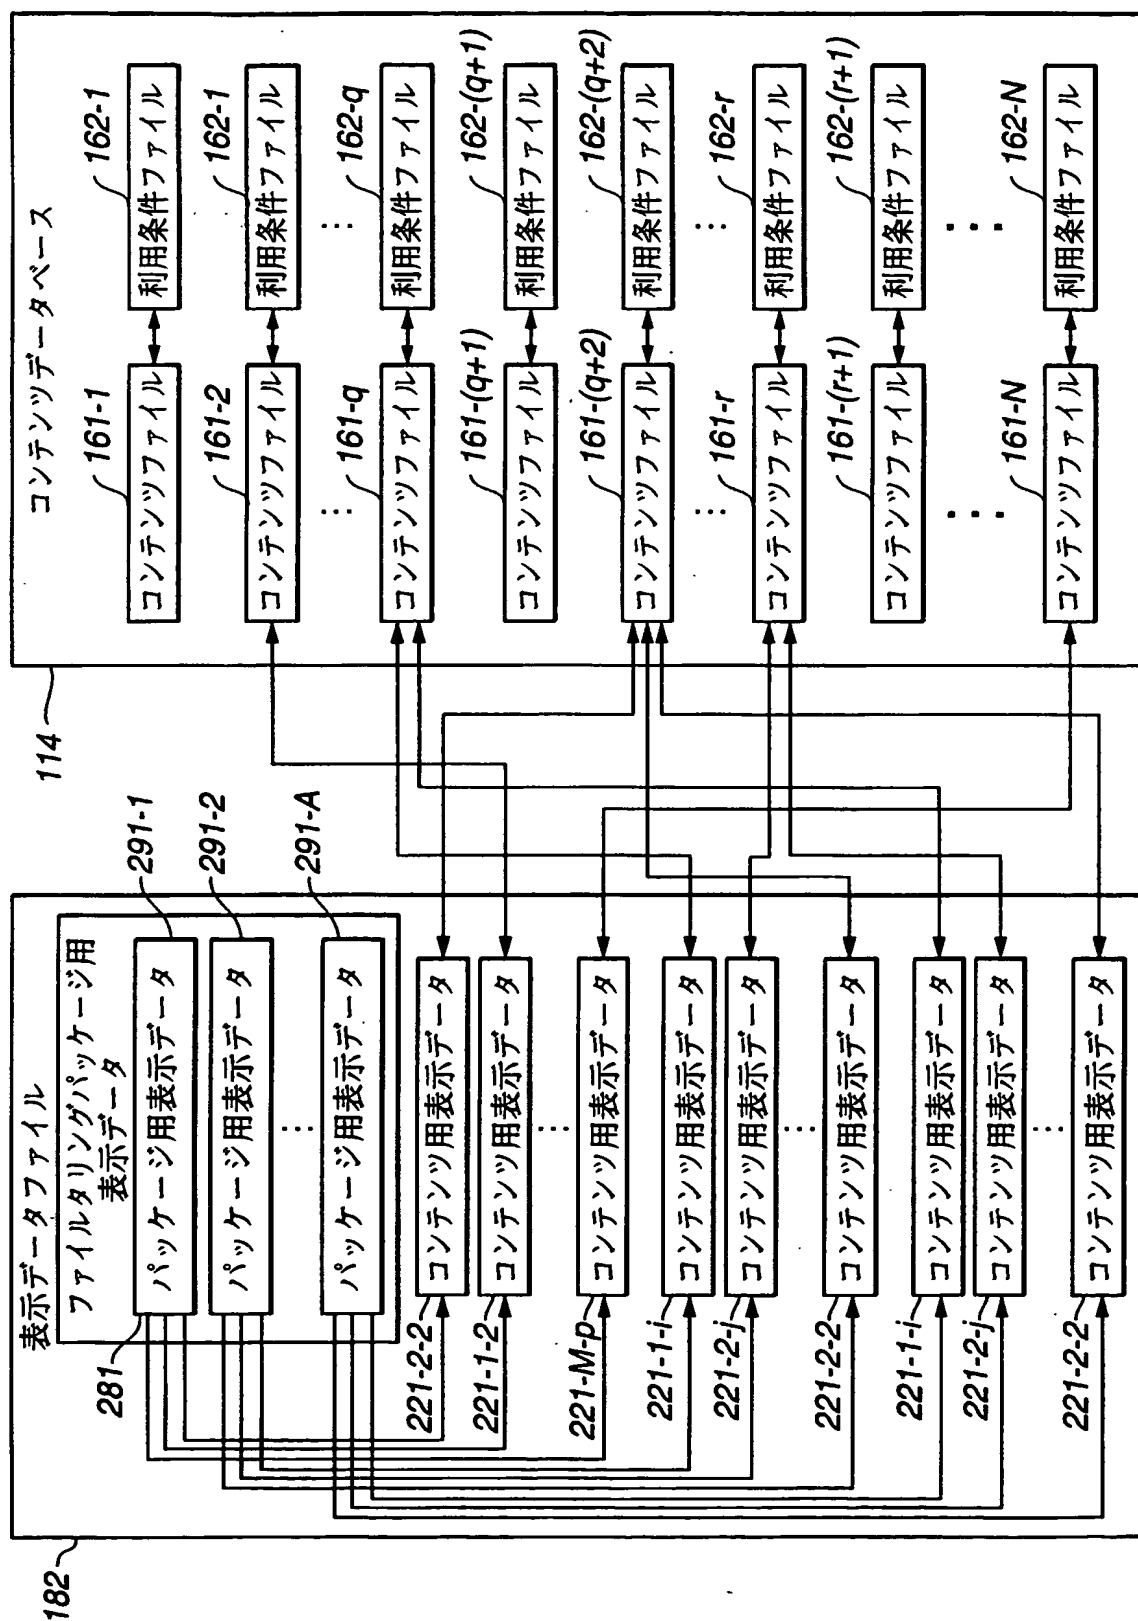 182
表示データファイル
281
ファイルタリングパッケージ用
表示データ
パッケージ用表示データ
291-1
パッケージ用表示データ
291-2
パッケージ用表示データ
291-A
221-2-2
コンテンツ用表示データ
221-1-2
コンテンツ用表示データ
221-M-p
コンテンツ用表示データ
221-1-i
コンテンツ用表示データ
221-2-j
コンテンツ用表示データ
221-2-2
コンテンツ用表示データ
221-1-i
コンテンツ用表示データ
221-2-j
コンテンツ用表示データ
221-2-2
コンテンツ用表示データ
114
コンテンツデータベース
161-1
コンテンツファイル
162-1
利用条件ファイル
161-2
コンテンツファイル
162-1
利用条件ファイル
161-q
コンテンツファイル
162-q
利用条件ファイル
161-(q+1)
コンテンツファイル
162-(q+1)
利用条件ファイル
161-(q+2)
コンテンツファイル
162-(q+2)
利用条件ファイル
161-r
コンテンツファイル
162-r
利用条件ファイル
161-(r+1)
コンテンツファイル
162-(r+1)
利用条件ファイル
161-N
コンテンツファイル
162-N
利用条件ファイル